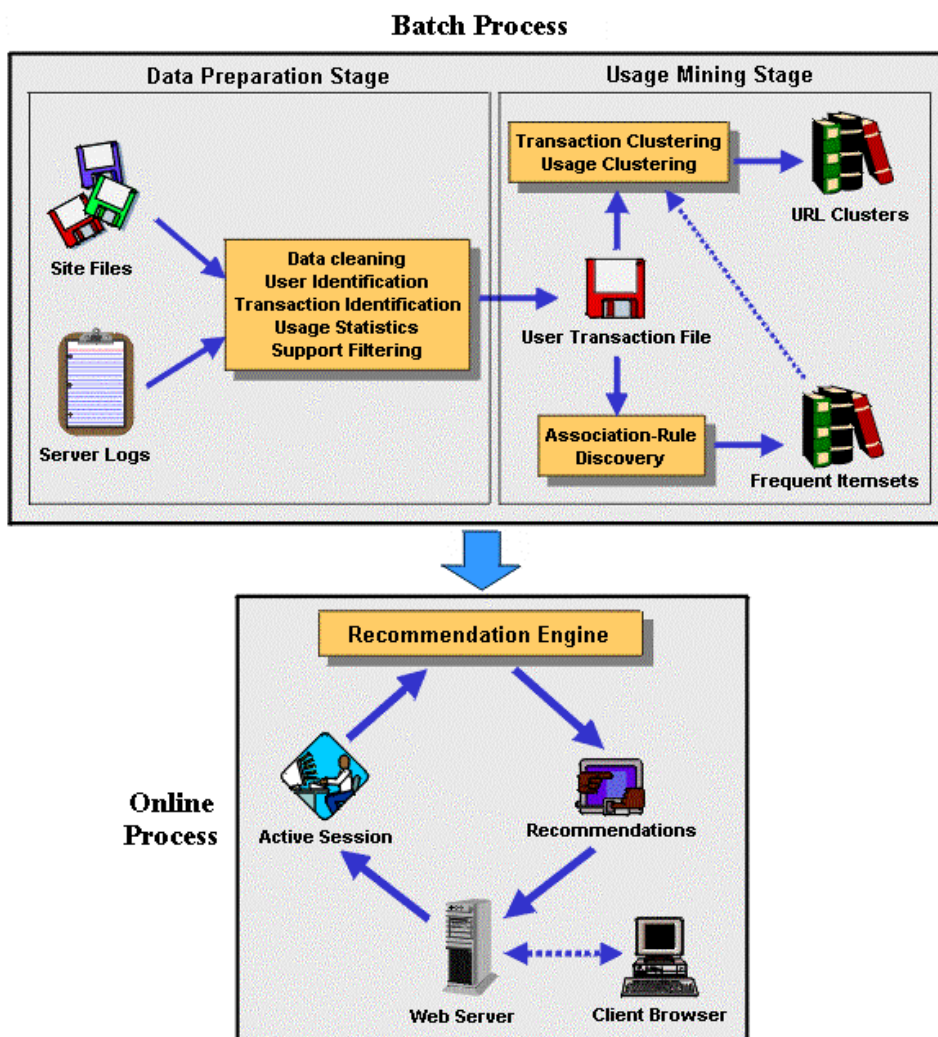 Batch Process
Data Preparation Stage
Usage Mining Stage
Site Files
Server Logs
Data cleaning
User Identification
Transaction Identification
Usage Statistics
Support Filtering
Transaction Clustering
Usage Clustering
URL Clusters
User Transaction File
Association-Rule
Discovery
Frequent Itemsets
Recommendation Engine
Online
Process
Active Session
Recommendations
Web Server
Client Browser